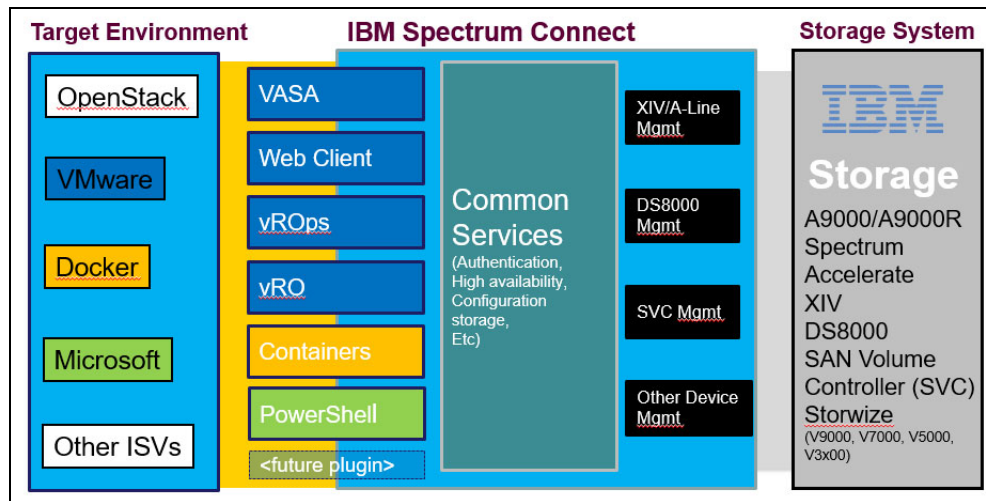 Target Environment
IBM Spectrum Connect
Storage System
OpenStack
VMware
Docker
Microsoft
Other ISVs
VASA
Web Client
vROps
vRO
Containers
PowerShell
<future plugin>
Common
Services
(Authentication,
High availability,
Configuration
storage,
Etc)
XIV/A-Line
Mgmt
DS8000
Mgmt
SVC Mgmt
Other Device
Mgmt
IBM
Storage
A9000/A9000R
Spectrum
Accelerate
XIV
DS8000
SAN Volume
Controller (SVC)
Storwize
(V9000, V7000, V5000,
V3x00)